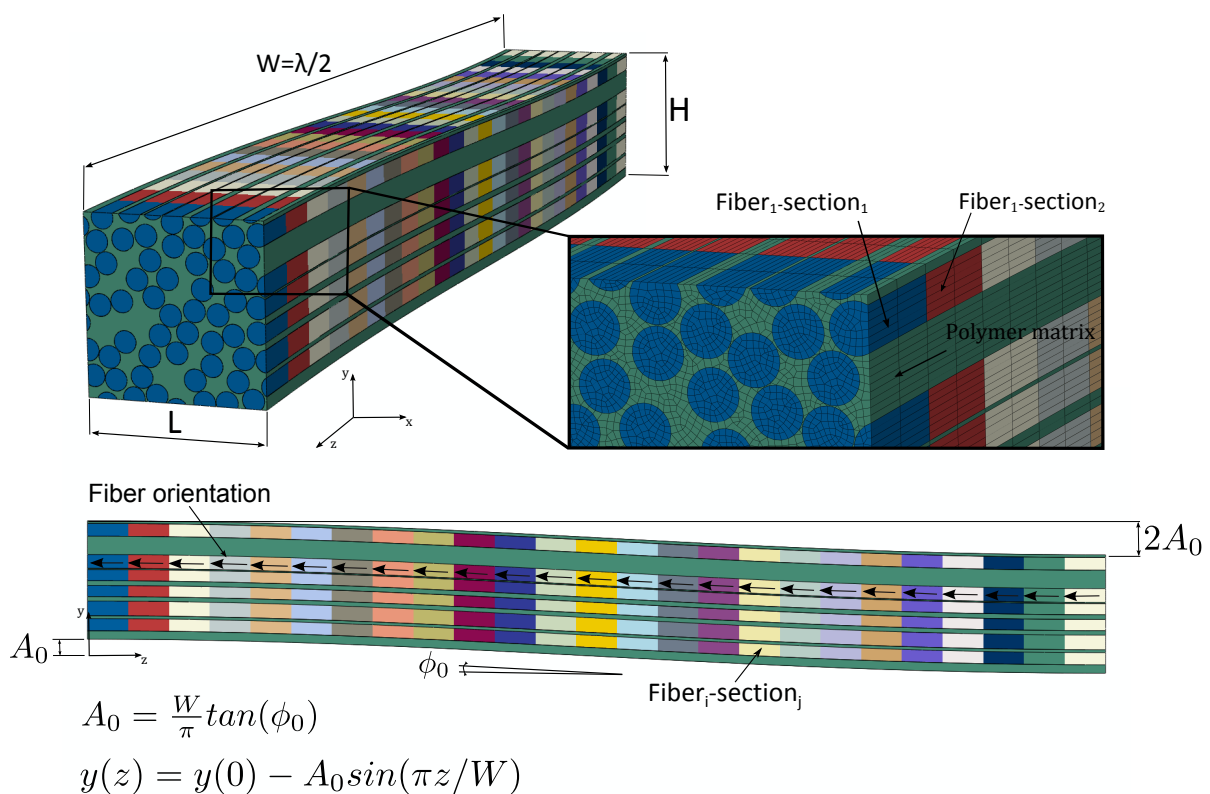 W=λ/2
H
Fiber₁-section₁
Fiber₁-section₂
Polymer matrix
L
y
x
z
Fiber orientation
2A₀
y
A₀
z
ϕ₀
Fiberᵢ-sectionⱼ
A₀ = W/π tan(ϕ₀)
y(z) = y(0) − A₀sin(πz/W)